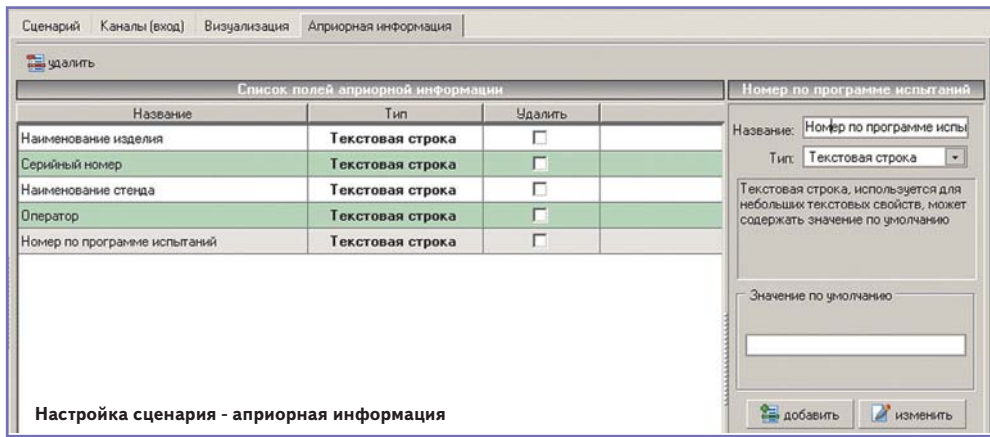 Сценарий Каналы (вход) Визуализация Априорная информация
удалить
Список полей априорной информации
Название Тип Удалить
Наименование изделия Текстовая строка
Серийный номер Текстовая строка
Наименование стенда Текстовая строка
Оператор Текстовая строка
Номер по программе испытаний Текстовая строка
Номер по программе испытаний
Название: Номер по программе испы
Тип: Текстовая строка
Текстовая строка, используется для
небольших текстовых свойств, может
содержать значение по умолчанию
Значение по умолчанию
добавить изменить
Настройка сценария - априорная информация